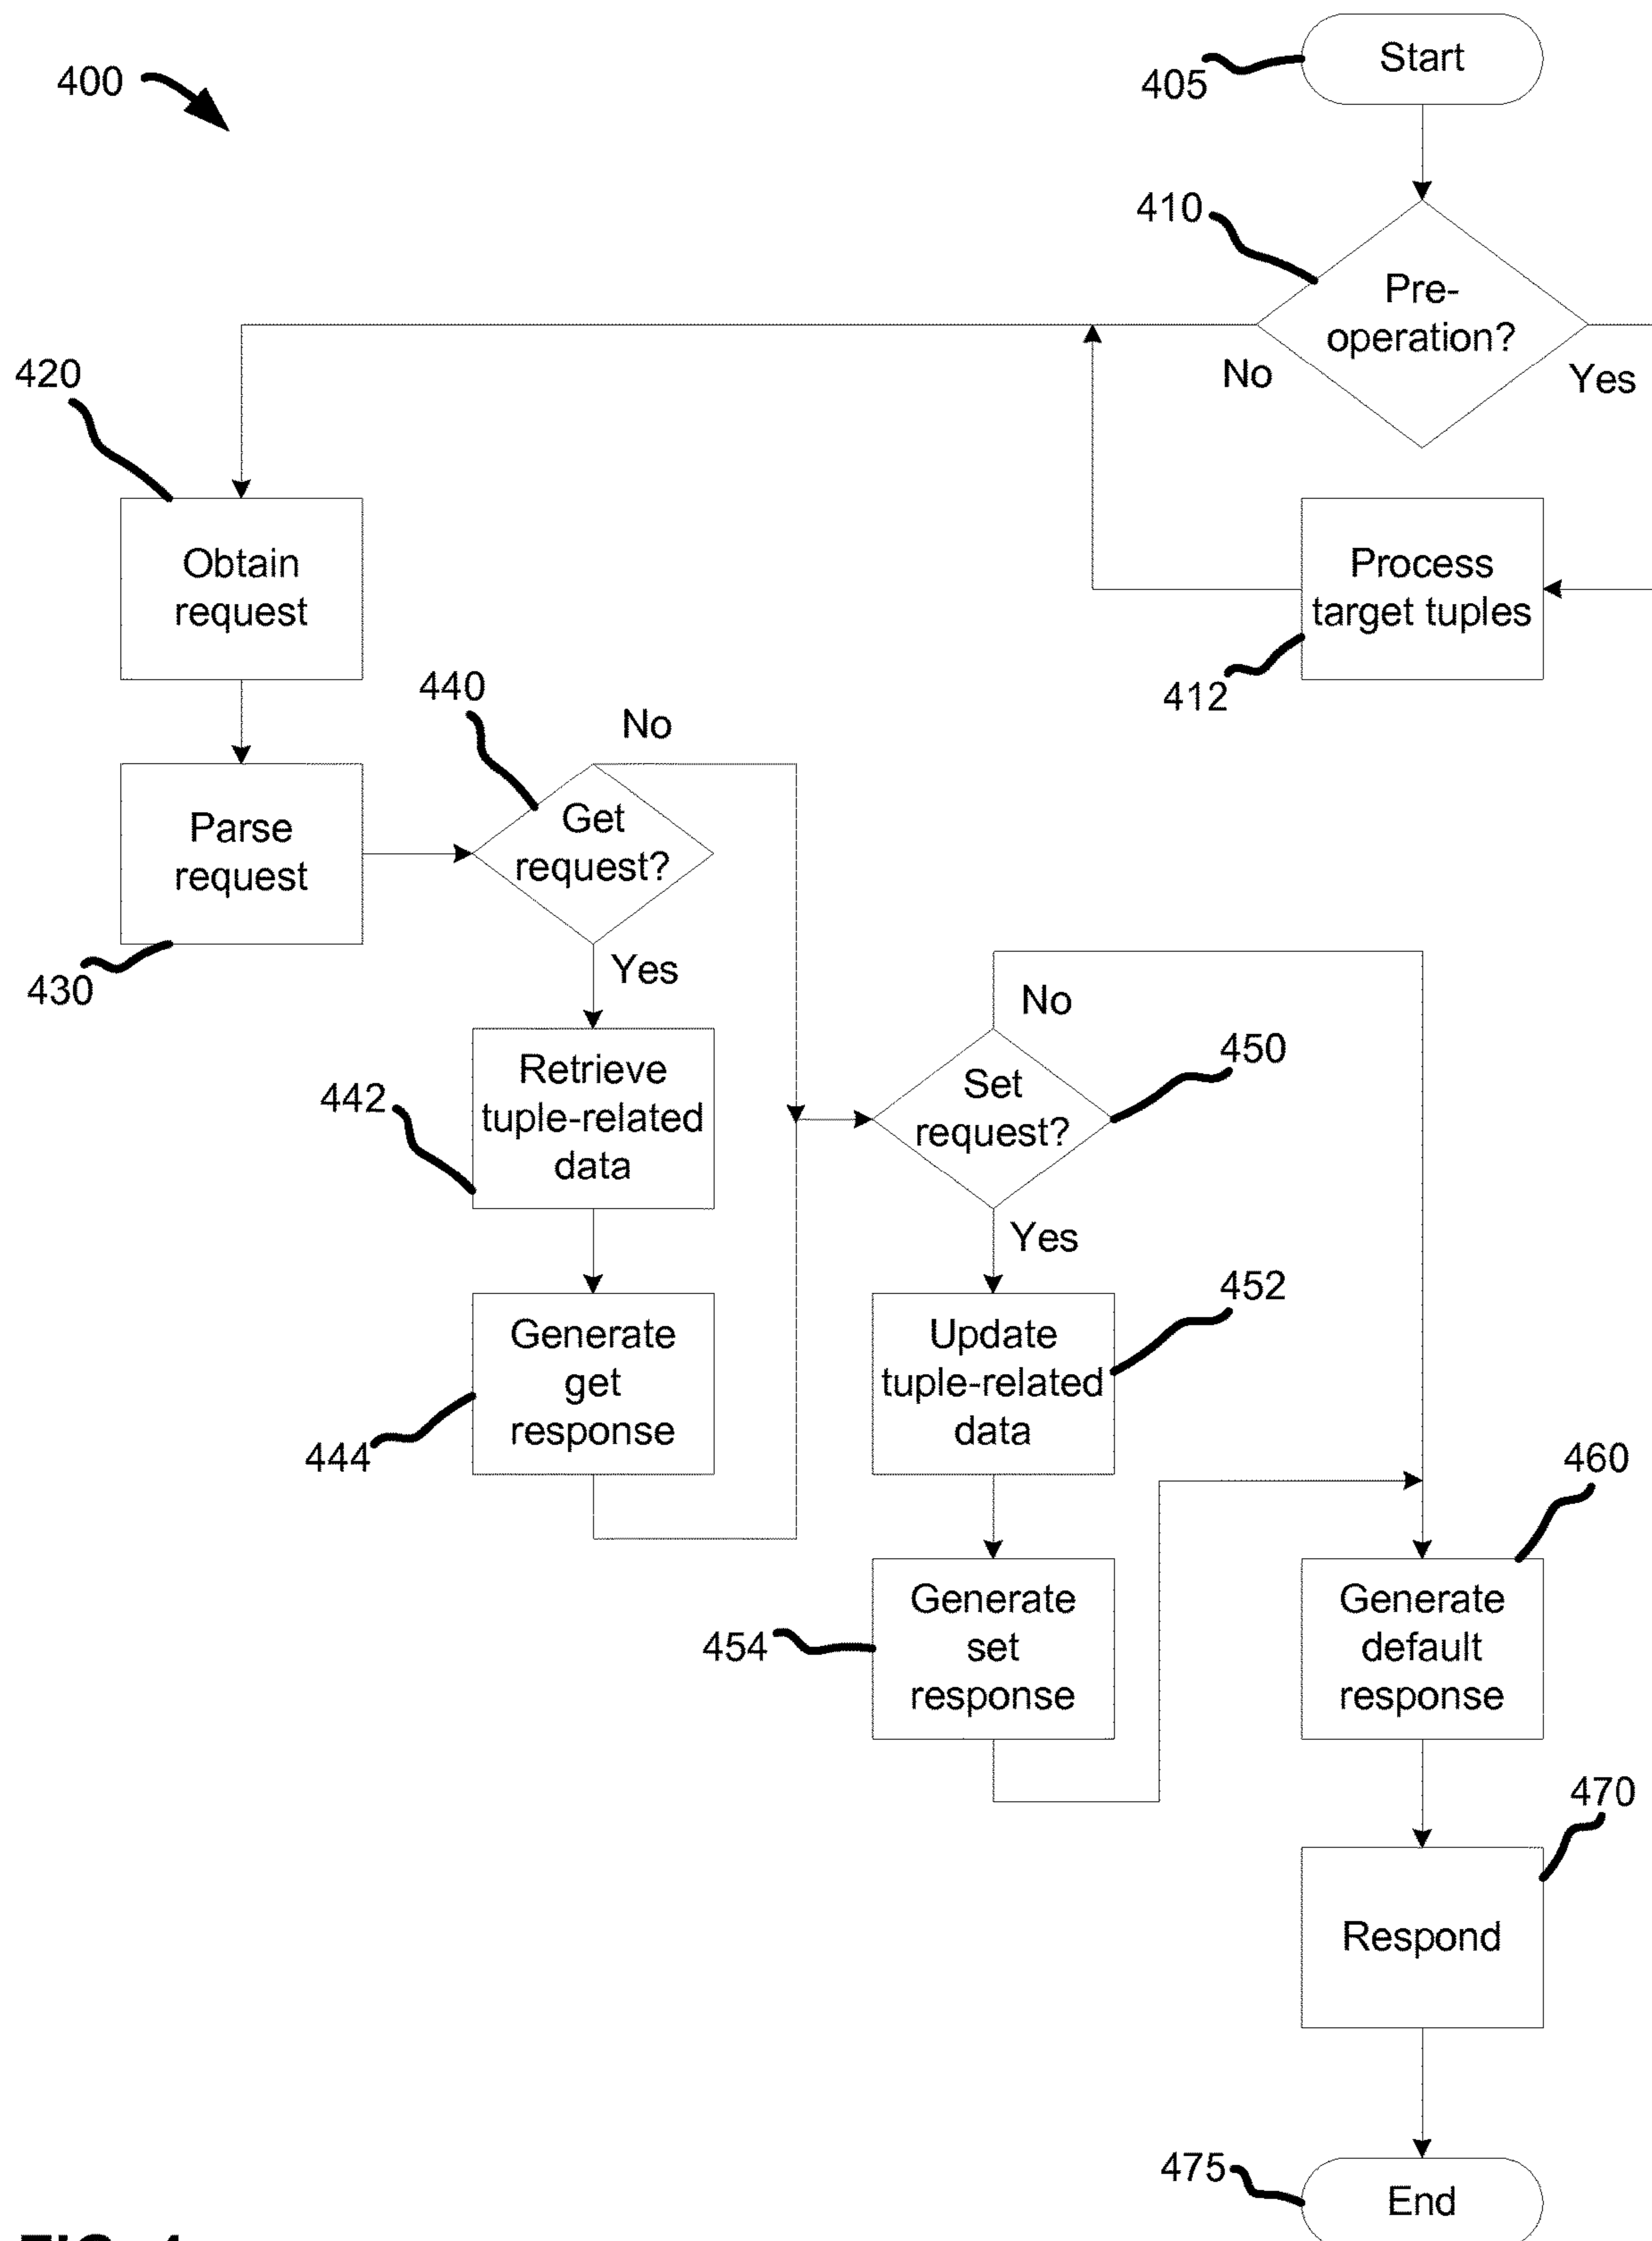 400
Start
405
410
Pre-
operation?
No
Yes
420
Obtain
request
Process
target tuples
412
440
No
Get
request?
Parse
request
430
Yes
No
450
Set
request?
Retrieve
tuple-related
data
442
Yes
452
Update
tuple-related
data
Generate
get
response
444
460
Generate
set
response
454
Generate
default
response
470
Respond
475
End